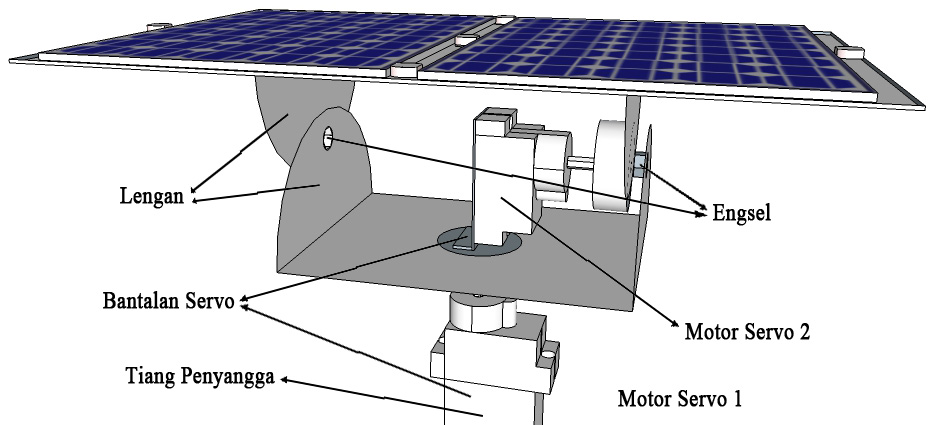 Lengan
Engsel
Bantalan Servo
Motor Servo 2
Tiang Penyangga
Motor Servo 1